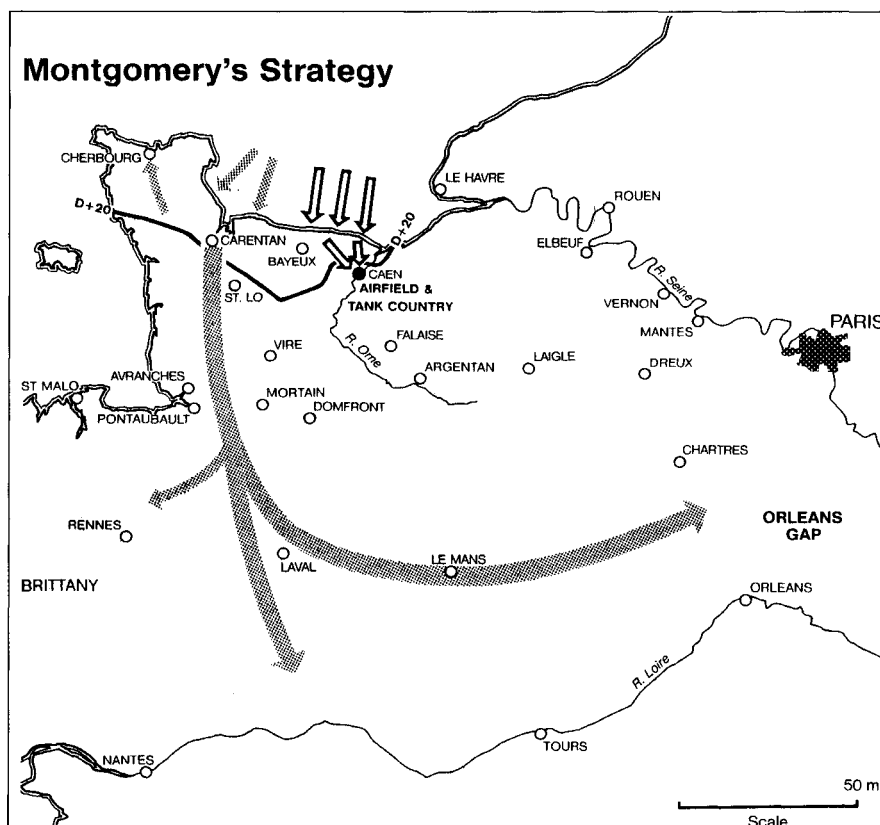 Montgomery's Strategy
CHERBOURG
LE HAVRE
ROUEN
D+20
D+20
CARENTAN
BAYEUX
ELBEUF
CAEN
AIRFIELD &
TANK COUNTRY
R. Seine
ST. LO
VERNON
MANTES
PARIS
R. Orne
FALAISE
VIRE
ARGENTAN
LAIGLE
DREUX
ST MALO
AVRANCHES
MORTAIN
PONTAUBAULT
DOMFRONT
CHARTRES
RENNES
ORLEANS
GAP
LAVAL
LE MANS
BRITTANY
ORLEANS
R. Loire
TOURS
NANTES
50 m
Scale